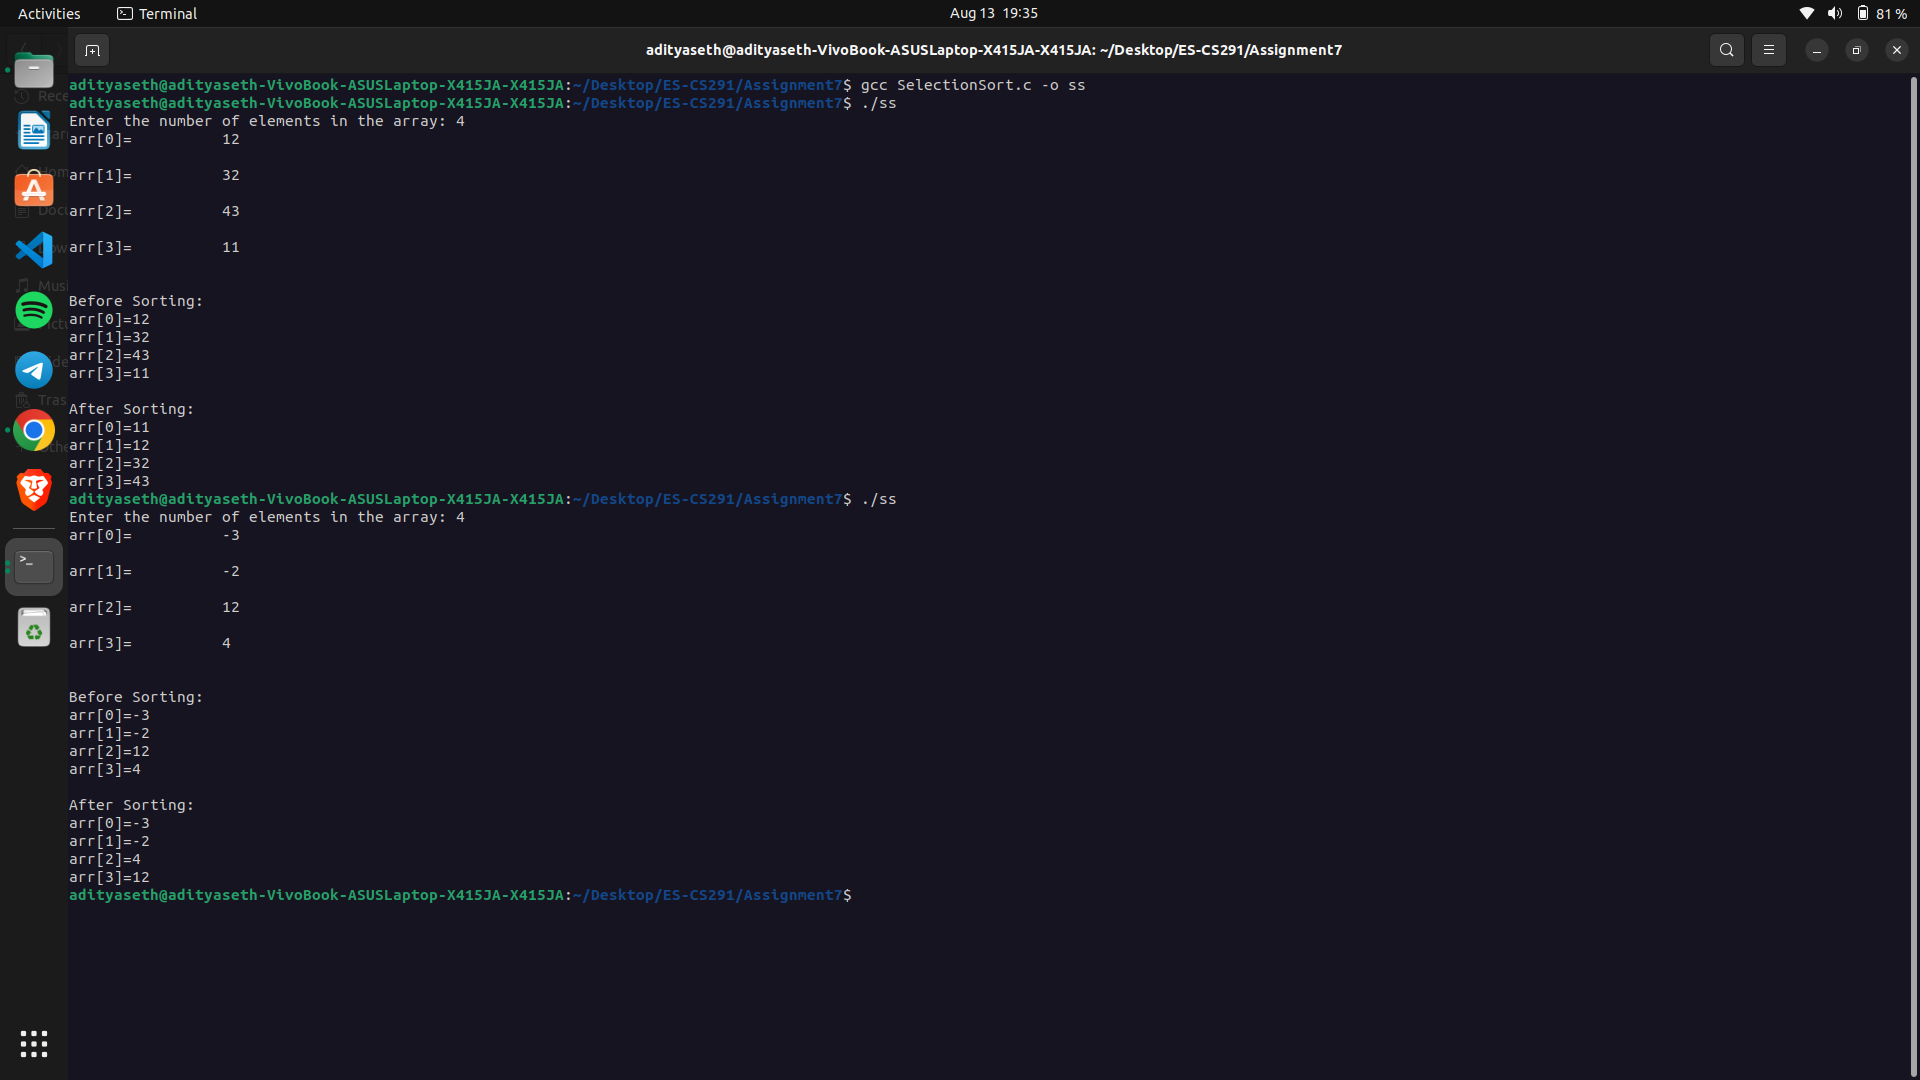 Activities
Terminal
Aug 13 19:35
81 %
adityaseth@adityaseth-VivoBook-ASUSLaptop-X415JA-X415JA: ~/Desktop/ES-CS291/Assignment7
adityaseth@adityaseth-VivoBook-ASUSLaptop-X415JA-X415JA:~/Desktop/ES-CS291/Assignment7$ gcc SelectionSort.c -o ss
adityaseth@adityaseth-VivoBook-ASUSLaptop-X415JA-X415JA:~/Desktop/ES-CS291/Assignment7$ ./ss
Enter the number of elements in the array: 4
arr[0]= 12
arr[1]= 32
arr[2]= 43
arr[3]= 11
Before Sorting:
arr[0]=12
arr[1]=32
arr[2]=43
arr[3]=11
After Sorting:
arr[0]=11
arr[1]=12
arr[2]=32
arr[3]=43
adityaseth@adityaseth-VivoBook-ASUSLaptop-X415JA-X415JA:~/Desktop/ES-CS291/Assignment7$ ./ss
Enter the number of elements in the array: 4
arr[0]= -3
arr[1]= -2
arr[2]= 12
arr[3]= 4
Before Sorting:
arr[0]=-3
arr[1]=-2
arr[2]=12
arr[3]=4
After Sorting:
arr[0]=-3
arr[1]=-2
arr[2]=4
arr[3]=12
adityaseth@adityaseth-VivoBook-ASUSLaptop-X415JA-X415JA:~/Desktop/ES-CS291/Assignment7$